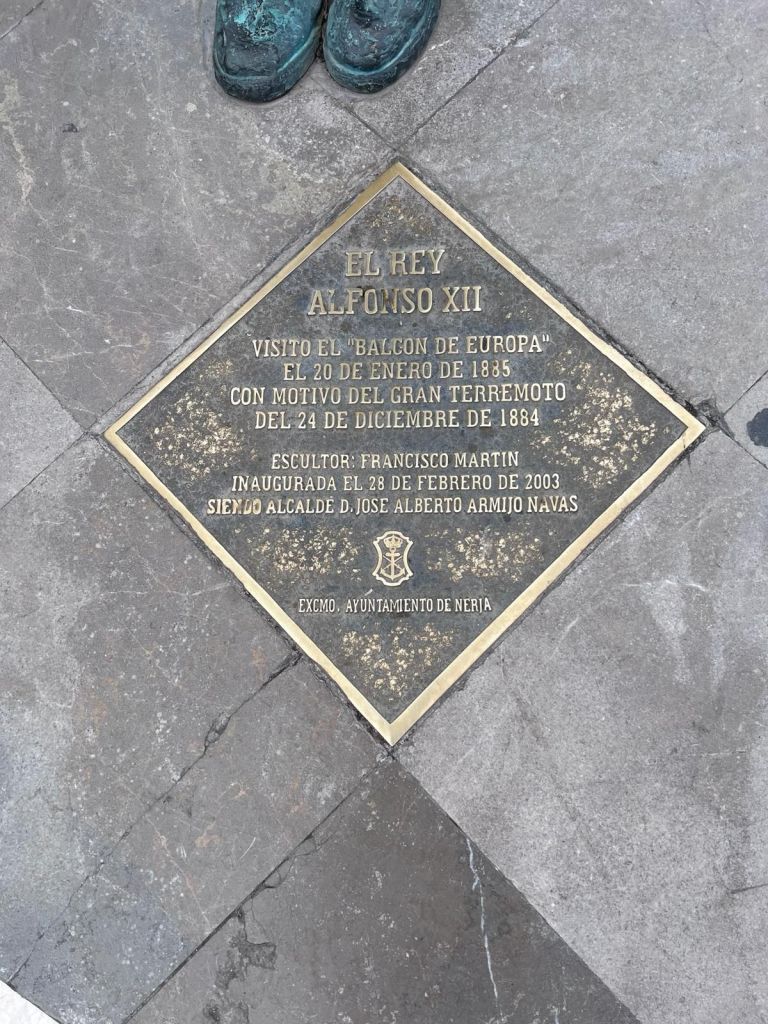 EL REY
ALFONSO XII
VISITO EL "BALCON DE EUROPA"
EL 20 DE ENERO DE 1885
CON MOTIVO DEL GRAN TERREMOTO
DEL 24 DE DICIEMBRE DE 1884
ESCULTOR: FRANCISCO MARTIN
INAUGURADA EL 28 DE FEBRERO DE 2003
SIENDO ALCALDE D. JOSE ALBERTO ARMIJO NAVAS
EXCMO. AYUNTAMIENTO DE NERJA